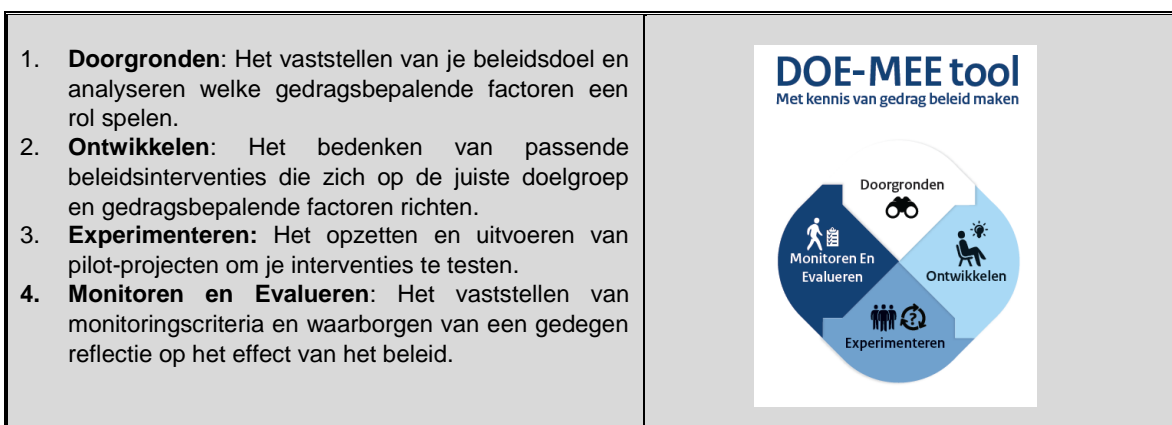 1. Doorgronden: Het vaststellen van je beleidsdoel en
analyseren welke gedragsbepalende factoren een
rol spelen.
2. Ontwikkelen: Het bedenken van passende
beleidsinterventies die zich op de juiste doelgroep
en gedragsbepalende factoren richten.
3. Experimenteren: Het opzetten en uitvoeren van
pilot-projecten om je interventies te testen.
4. Monitoren en Evalueren: Het vaststellen van
monitoringscriteria en waarborgen van een gedegen
reflectie op het effect van het beleid.
DOE-MEE tool
Met kennis van gedrag beleid maken
Doorgronden
Monitoren En
Evalueren
Ontwikkelen
?
Experimenteren